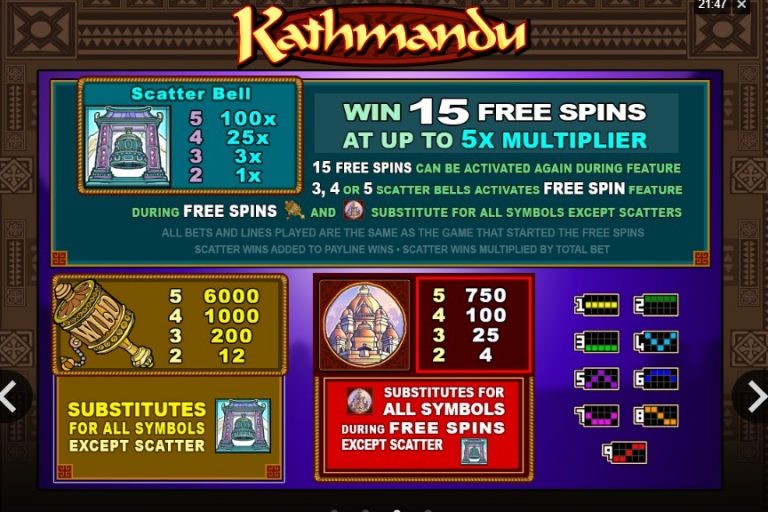 21:47 ×
Kathmandu
Scatter Bell
5 100x
4 25x
3 3x
2 1x
WIN 15 FREE SPINS
AT UP TO 5X MULTIPLIER
15 FREE SPINS CAN BE ACTIVATED AGAIN DURING FEATURE
3, 4 OR 5 SCATTER BELLS ACTIVATES FREE SPIN FEATURE
DURING FREE SPINS AND SUBSTITUTE FOR ALL SYMBOLS EXCEPT SCATTERS
ALL BETS AND LINES PLAYED ARE THE SAME AS THE GAME THAT STARTED THE FREE SPINS
SCATTER WINS ADDED TO PAYLINE WINS • SCATTER WINS MULTIPLIED BY TOTAL BET
WILD
5 6000
4 1000
3 200
2 12
SUBSTITUTES
FOR ALL SYMBOLS
EXCEPT SCATTER
5 750
4 100
3 25
2 4
SUBSTITUTES FOR
ALL SYMBOLS
DURING FREE SPINS
EXCEPT SCATTER
1 2
3 4
5 6
7 8
9